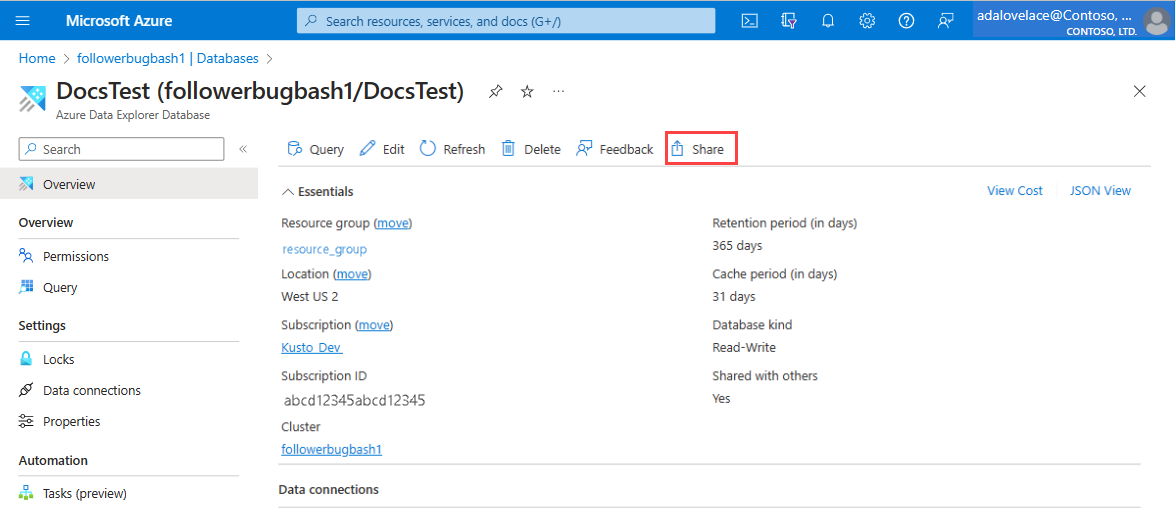 Microsoft Azure
Search resources, services, and docs (G+/)
adalovelace@Contoso, ...
CONTOSO, LTD.
Home > followerbugbash1 | Databases >
DocsTest (followerbugbash1/DocsTest) ...
Azure Data Explorer Database
Search «
Query Edit Refresh Delete Feedback Share
Overview
Overview
Permissions
Query
Settings
Locks
Data connections
Properties
Automation
Tasks (preview)
Essentials
View Cost JSON View
Resource group (move)
resource_group
Location (move)
West US 2
Subscription (move)
Kusto_Dev
Subscription ID
abcd12345abcd12345
Cluster
followerbugbash1
Retention period (in days)
365 days
Cache period (in days)
31 days
Database kind
Read-Write
Shared with others
Yes
Data connections